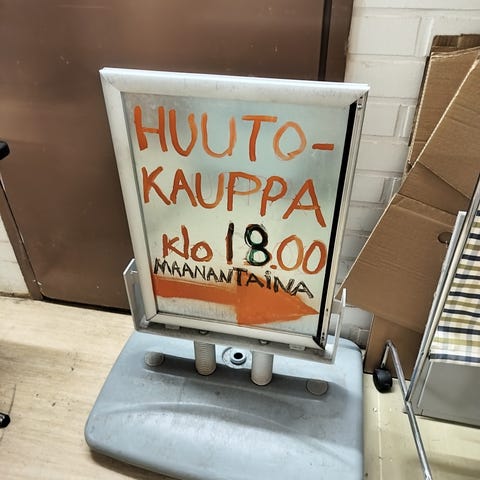 HUUTO-
KAUPPA
klo 18.00
MAANANTAINA